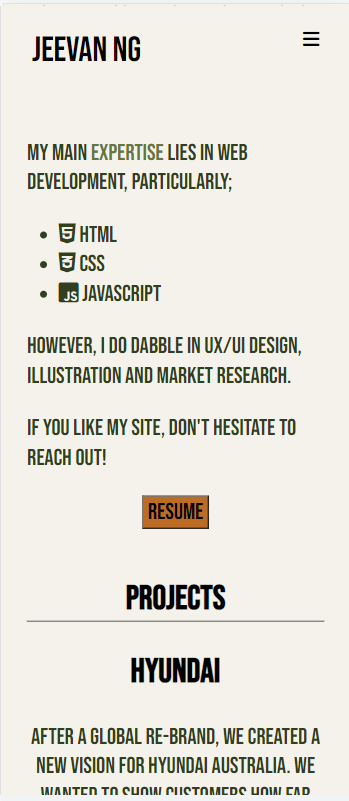 JEEVAN NG
MY MAIN EXPERTISE LIES IN WEB
DEVELOPMENT, PARTICULARLY;
HTML
CSS
JS JAVASCRIPT
HOWEVER, I DO DABBLE IN UX/UI DESIGN,
ILLUSTRATION AND MARKET RESEARCH.
IF YOU LIKE MY SITE, DON'T HESITATE TO
REACH OUT!
RESUME
PROJECTS
HYUNDAI
AFTER A GLOBAL RE-BRAND, WE CREATED A
NEW VISION FOR HYUNDAI AUSTRALIA. WE
WANTED TO SHOW CUSTOMERS HOW FAR